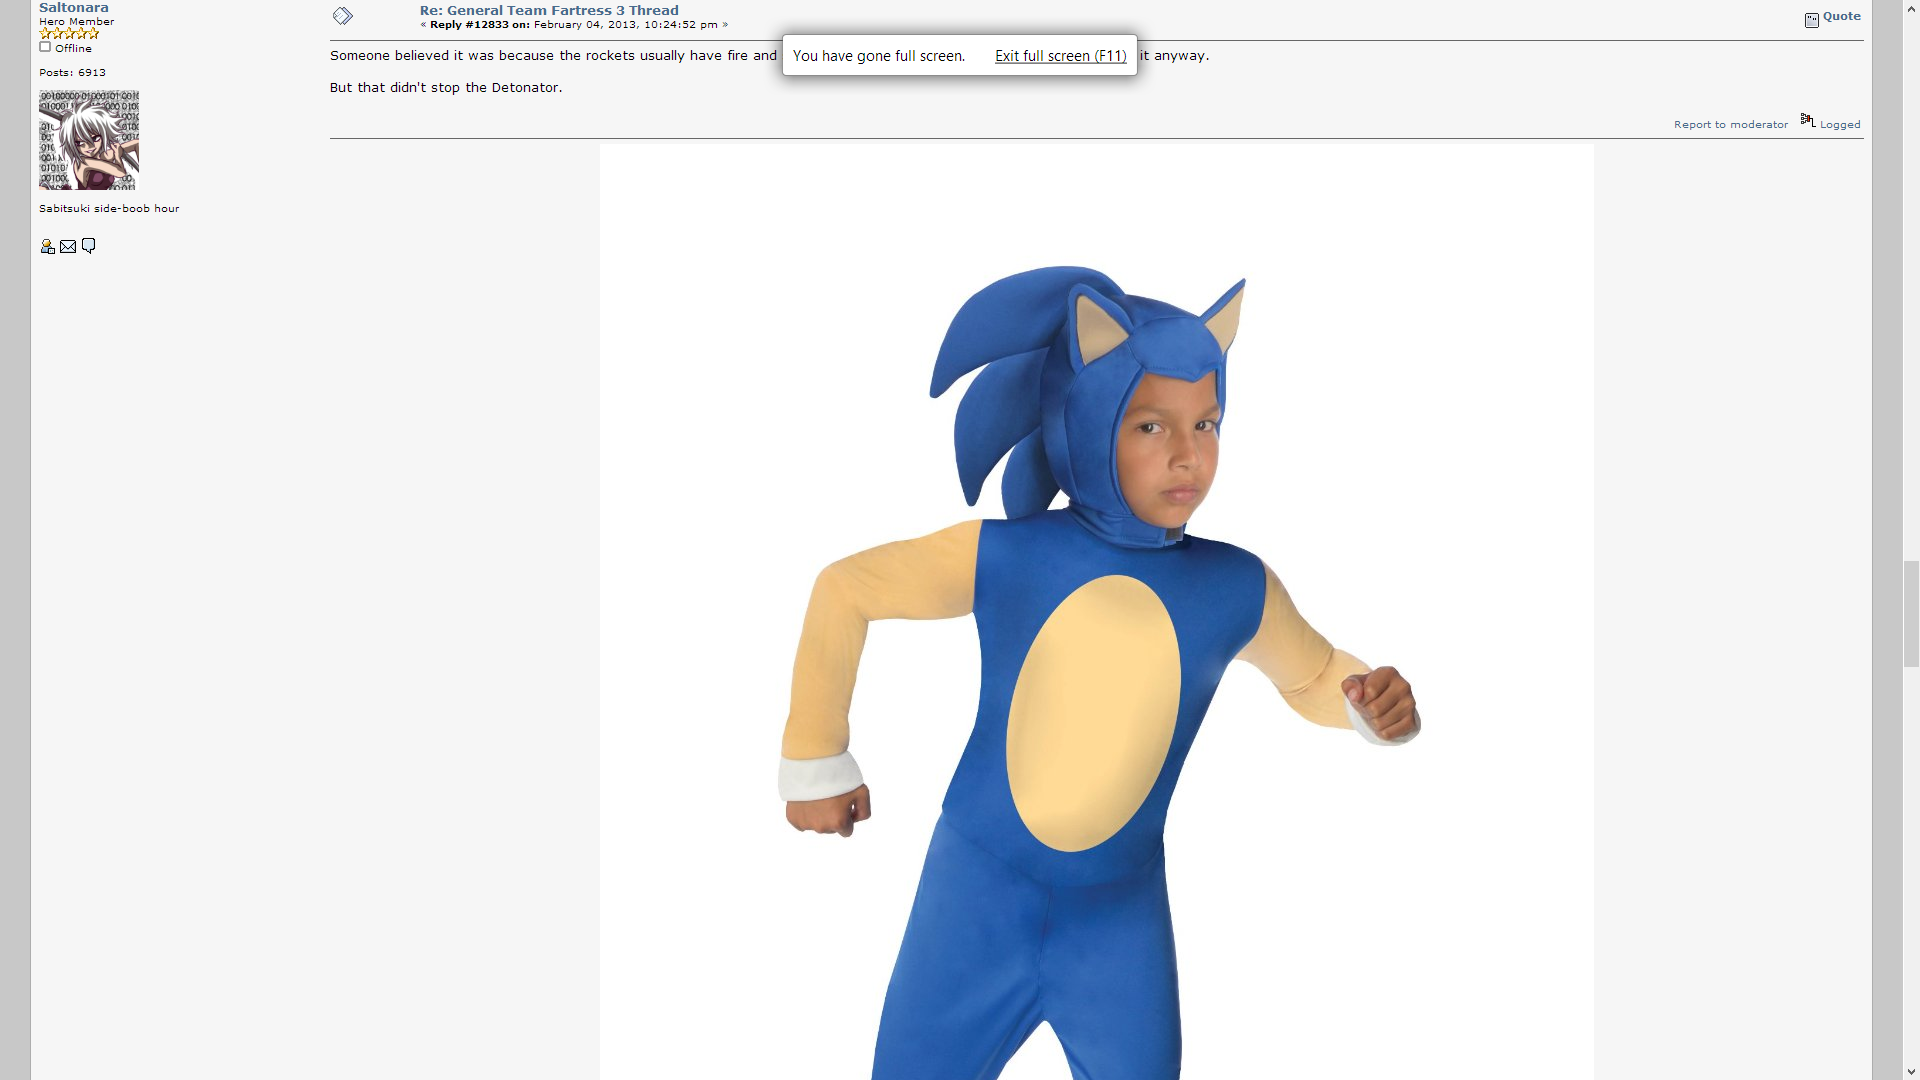 Saltonara
Hero Member
Offline
Posts: 6913
Sabitsuki side-boob hour
Re: General Team Fartress 3 Thread
« Reply #12833 on: February 04, 2013, 10:24:52 pm »
Quote
Someone believed it was because the rockets usually have fire and
You have gone full screen. Exit full screen (F11)
it anyway.
But that didn't stop the Detonator.
Report to moderator Logged